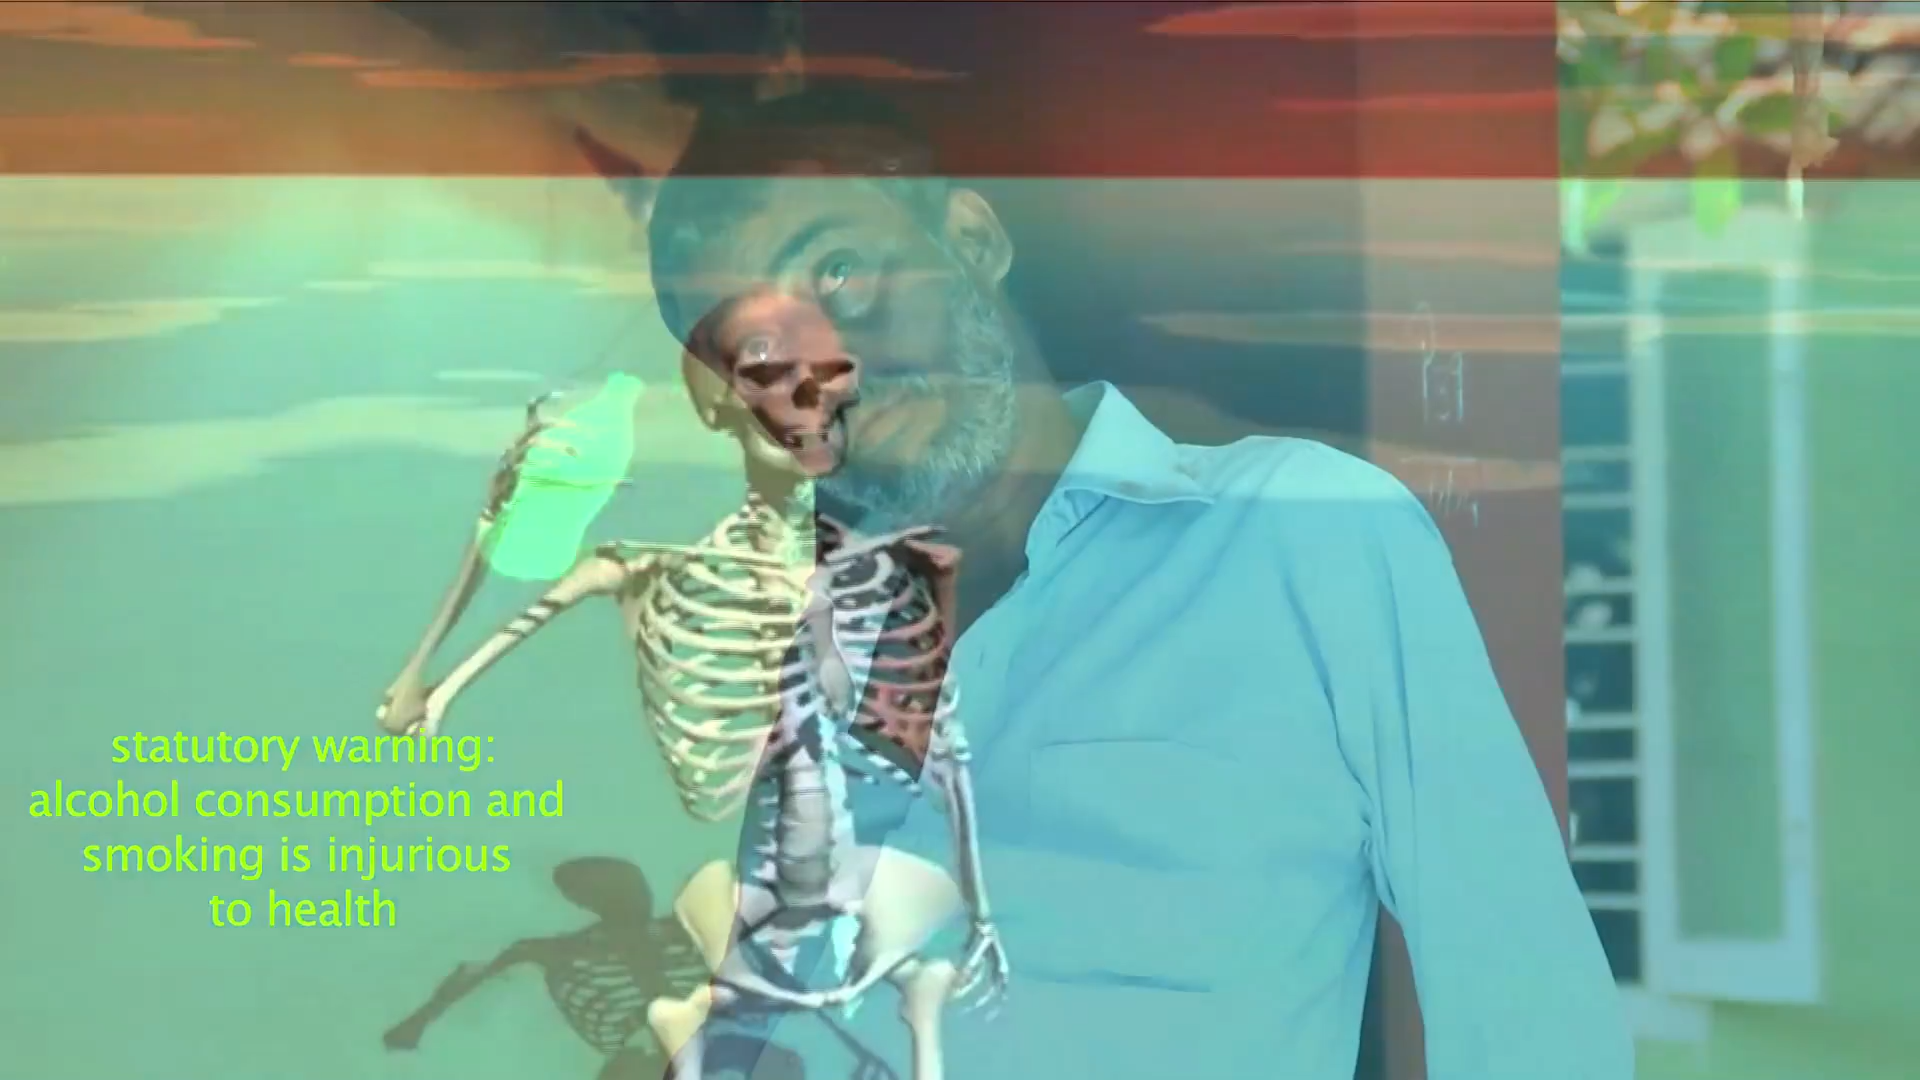 statutory warning:
alcohol consumption and
smoking is injurious
to health